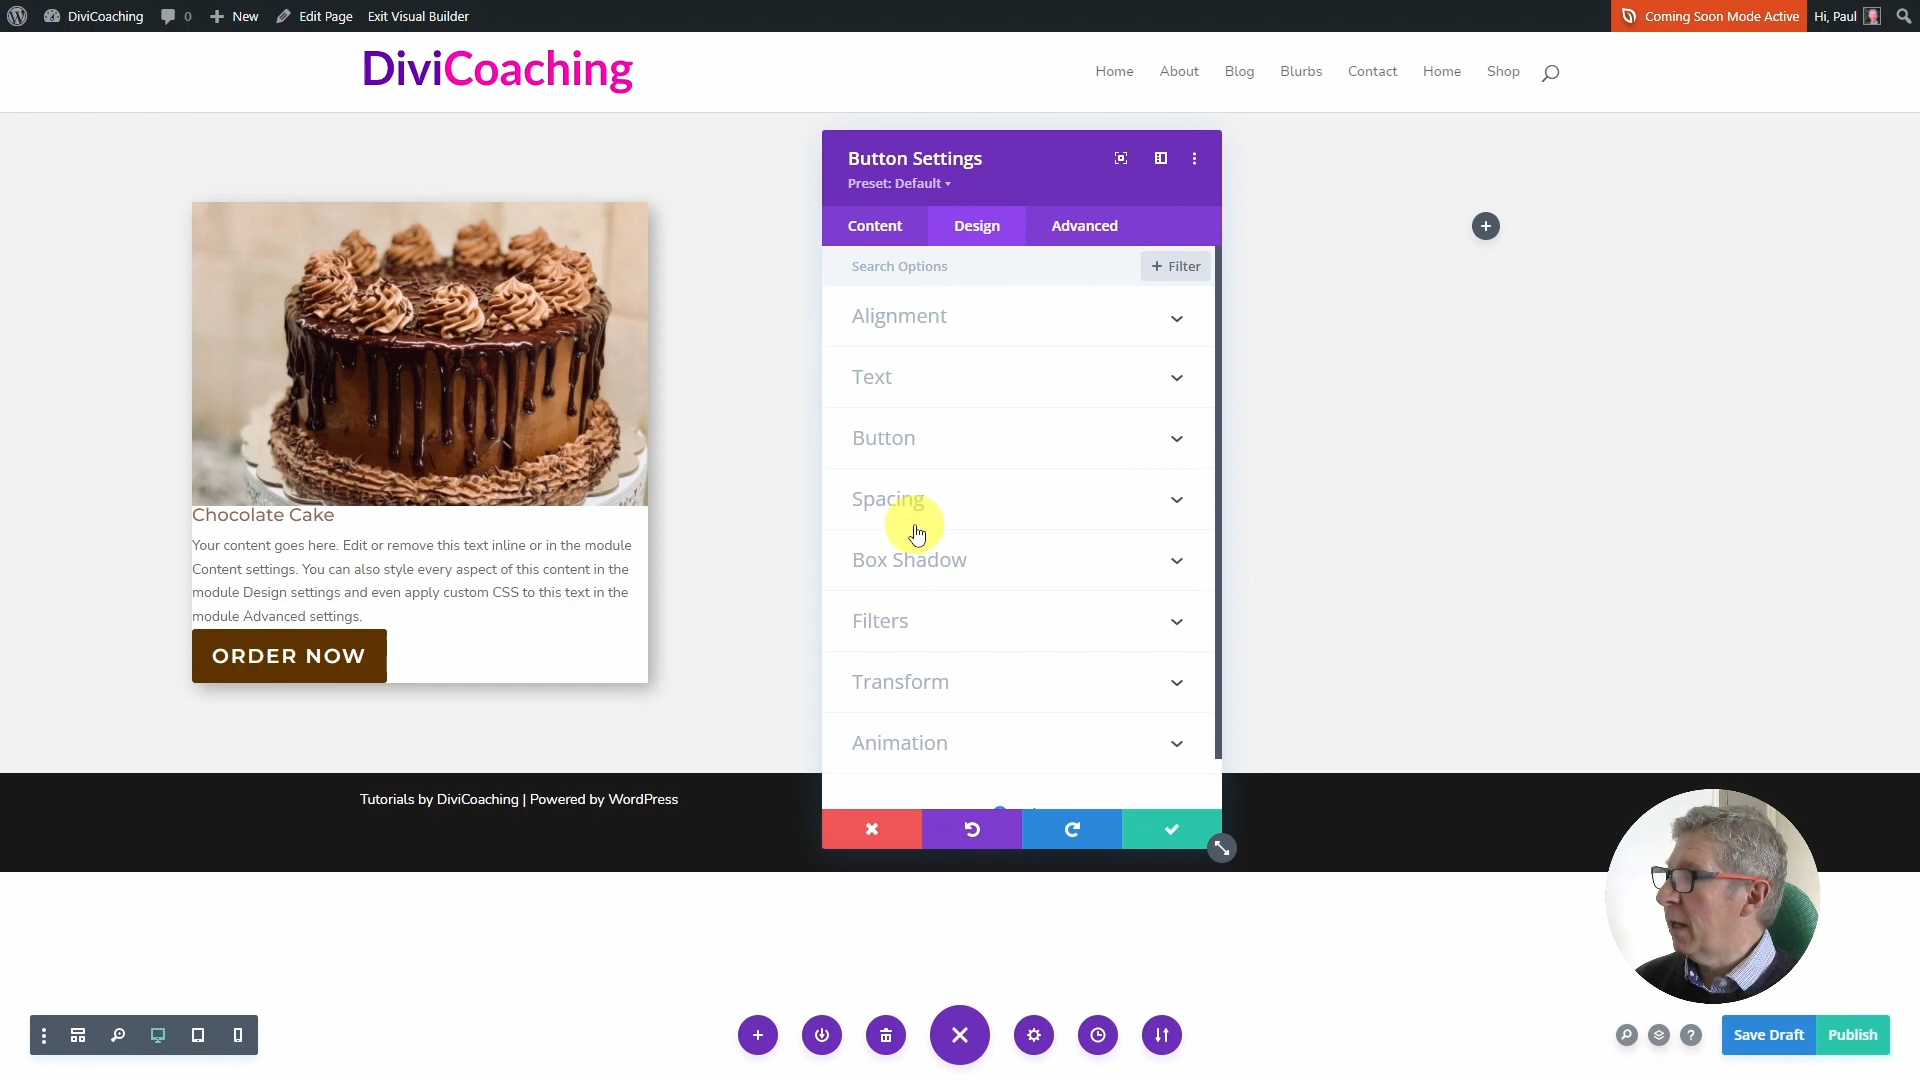 DiviCoaching
0
New
Edit Page
Exit Visual Builder
Coming Soon Mode Active
Hi, Paul
DiviCoaching
Home
About
Blog
Blurbs
Contact
Home
Shop
Button Settings
Preset: Default
Content
Design
Advanced
Search Options
+ Filter
Alignment
Text
Button
Spacing
Box Shadow
Filters
Transform
Animation
Chocolate Cake
Your content goes here. Edit or remove this text inline or in the module
Content settings. You can also style every aspect of this content in the
module Design settings and even apply custom CSS to this text in the
module Advanced settings.
ORDER NOW
Tutorials by DiviCoaching | Powered by WordPress
?
Save Draft
Publish